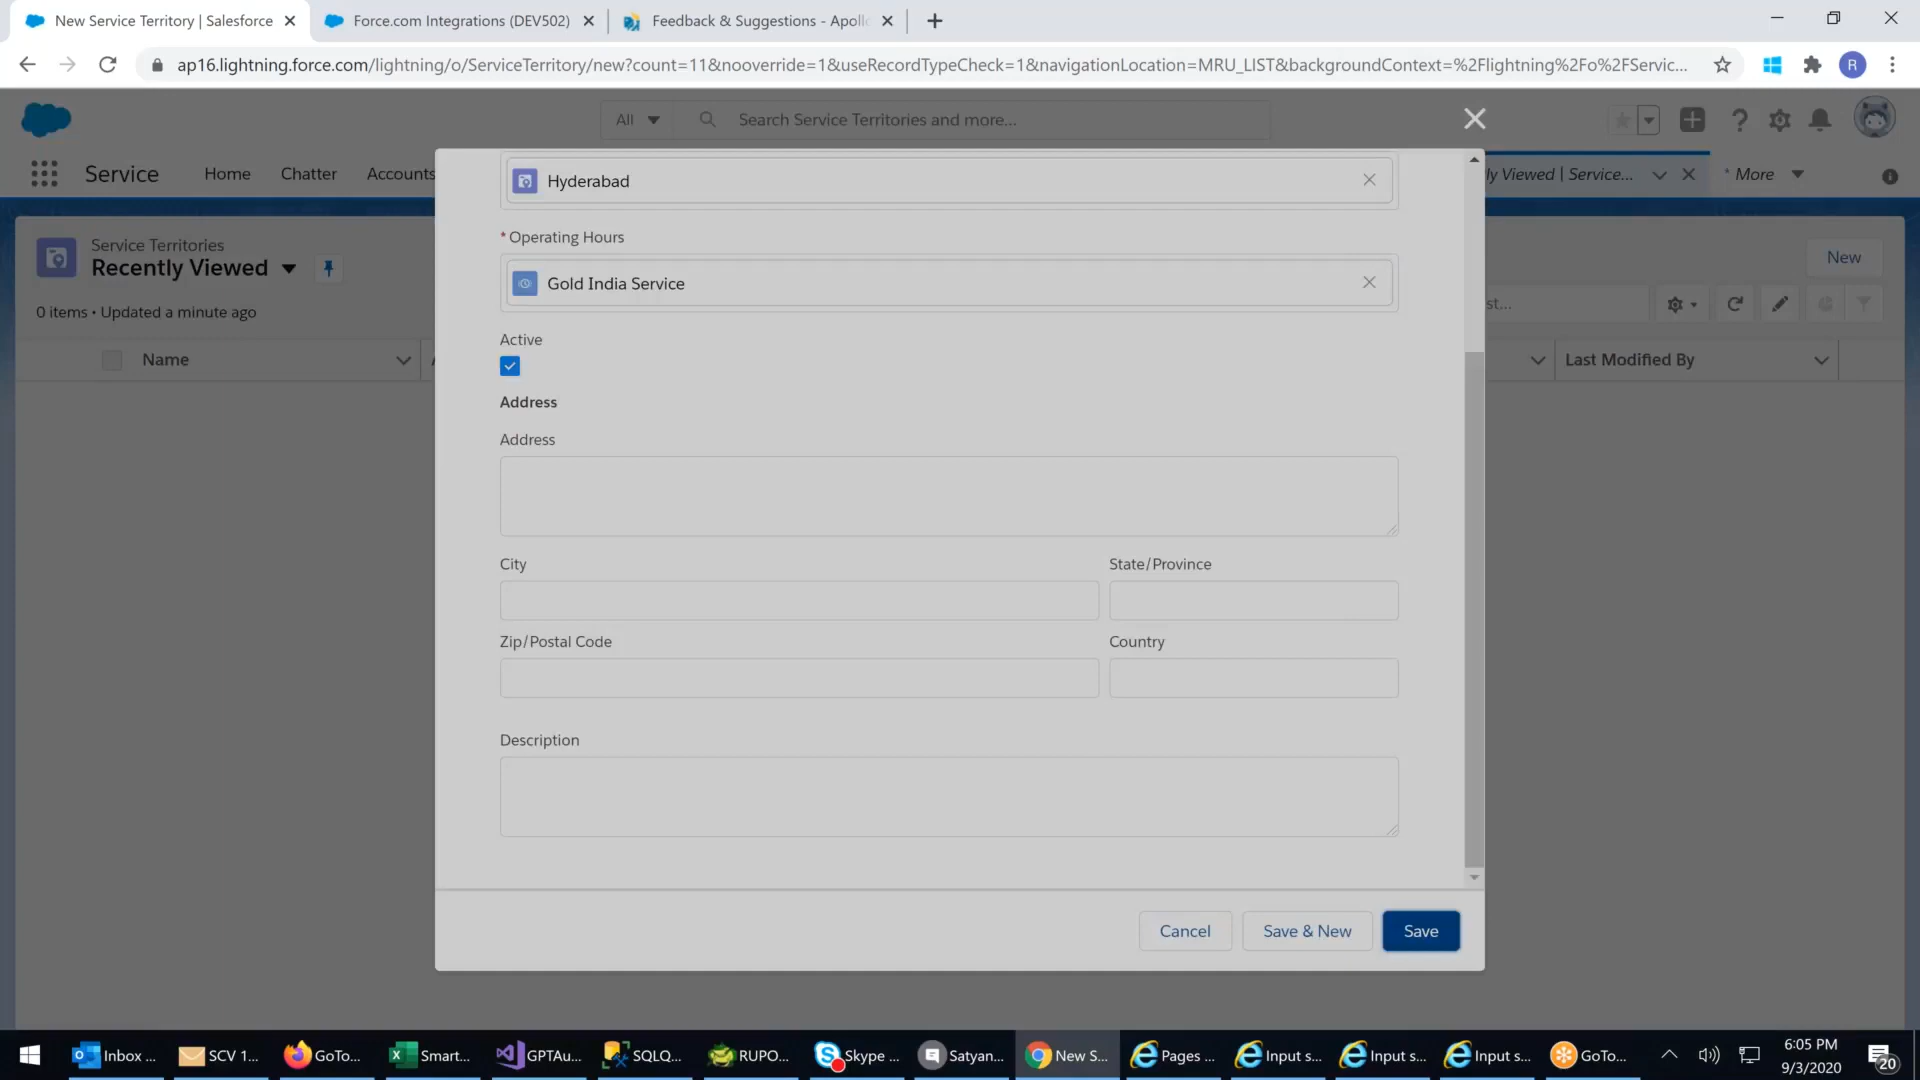 New Service Territory | Salesforce
Force.com Integrations (DEV502)
Feedback & Suggestions - Apoll
ap16.lightning.force.com/lightning/o/ServiceTerritory/new?count=11&nooverride=1&useRecordTypeCheck=1&navigationLocation=MRU_LIST&backgroundContext=%2Flightning%2Fo%2FServic...
R
All
Search Service Territories and more...
Service
Home
Chatter
Accounts
ly Viewed | Service...
* More
Service Territories
Recently Viewed
0 items • Updated a minute ago
New
st...
Name
Last Modified By
Hyderabad
* Operating Hours
Gold India Service
Active
Address
Address
City
State/Province
Zip/Postal Code
Country
Description
Cancel
Save & New
Save
Inbox ...
SCV 1...
GoTo...
Smart...
GPTAu...
SQLQ...
RUPO...
Skype ...
Satyan...
New S...
Pages ...
Input s...
Input s...
Input s...
GoTo...
6:05 PM
9/3/2020
20